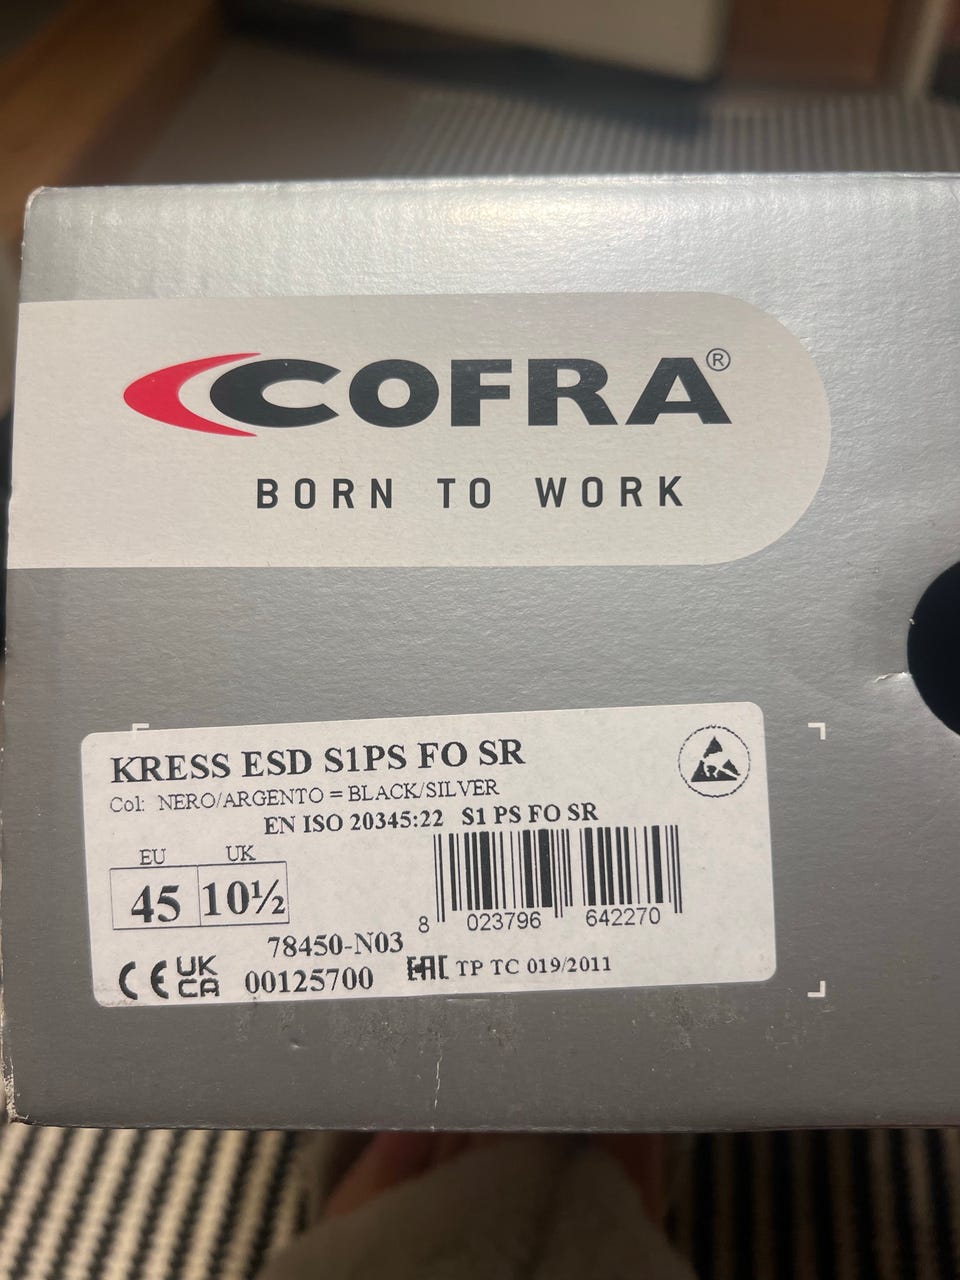 COFRA®
BORN TO WORK
KRESS ESD S1PS FO SR
Col: NERO/ARGENTO = BLACK/SILVER
EN ISO 20345:22 S1 PS FO SR
EU UK
45 10½
8 023796 642270
78450-N03
CE UK CA 00125700 EAC TP TC 019/2011